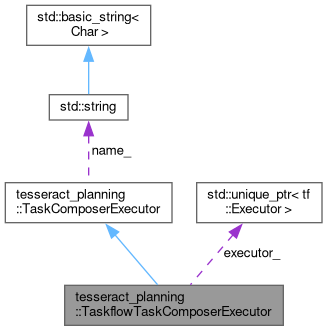 std::basic_string<
Char >
std::string
name_
tesseract_planning
::TaskComposerExecutor
std::unique_ptr< tf
::Executor >
executor_
tesseract_planning
::TaskflowTaskComposerExecutor